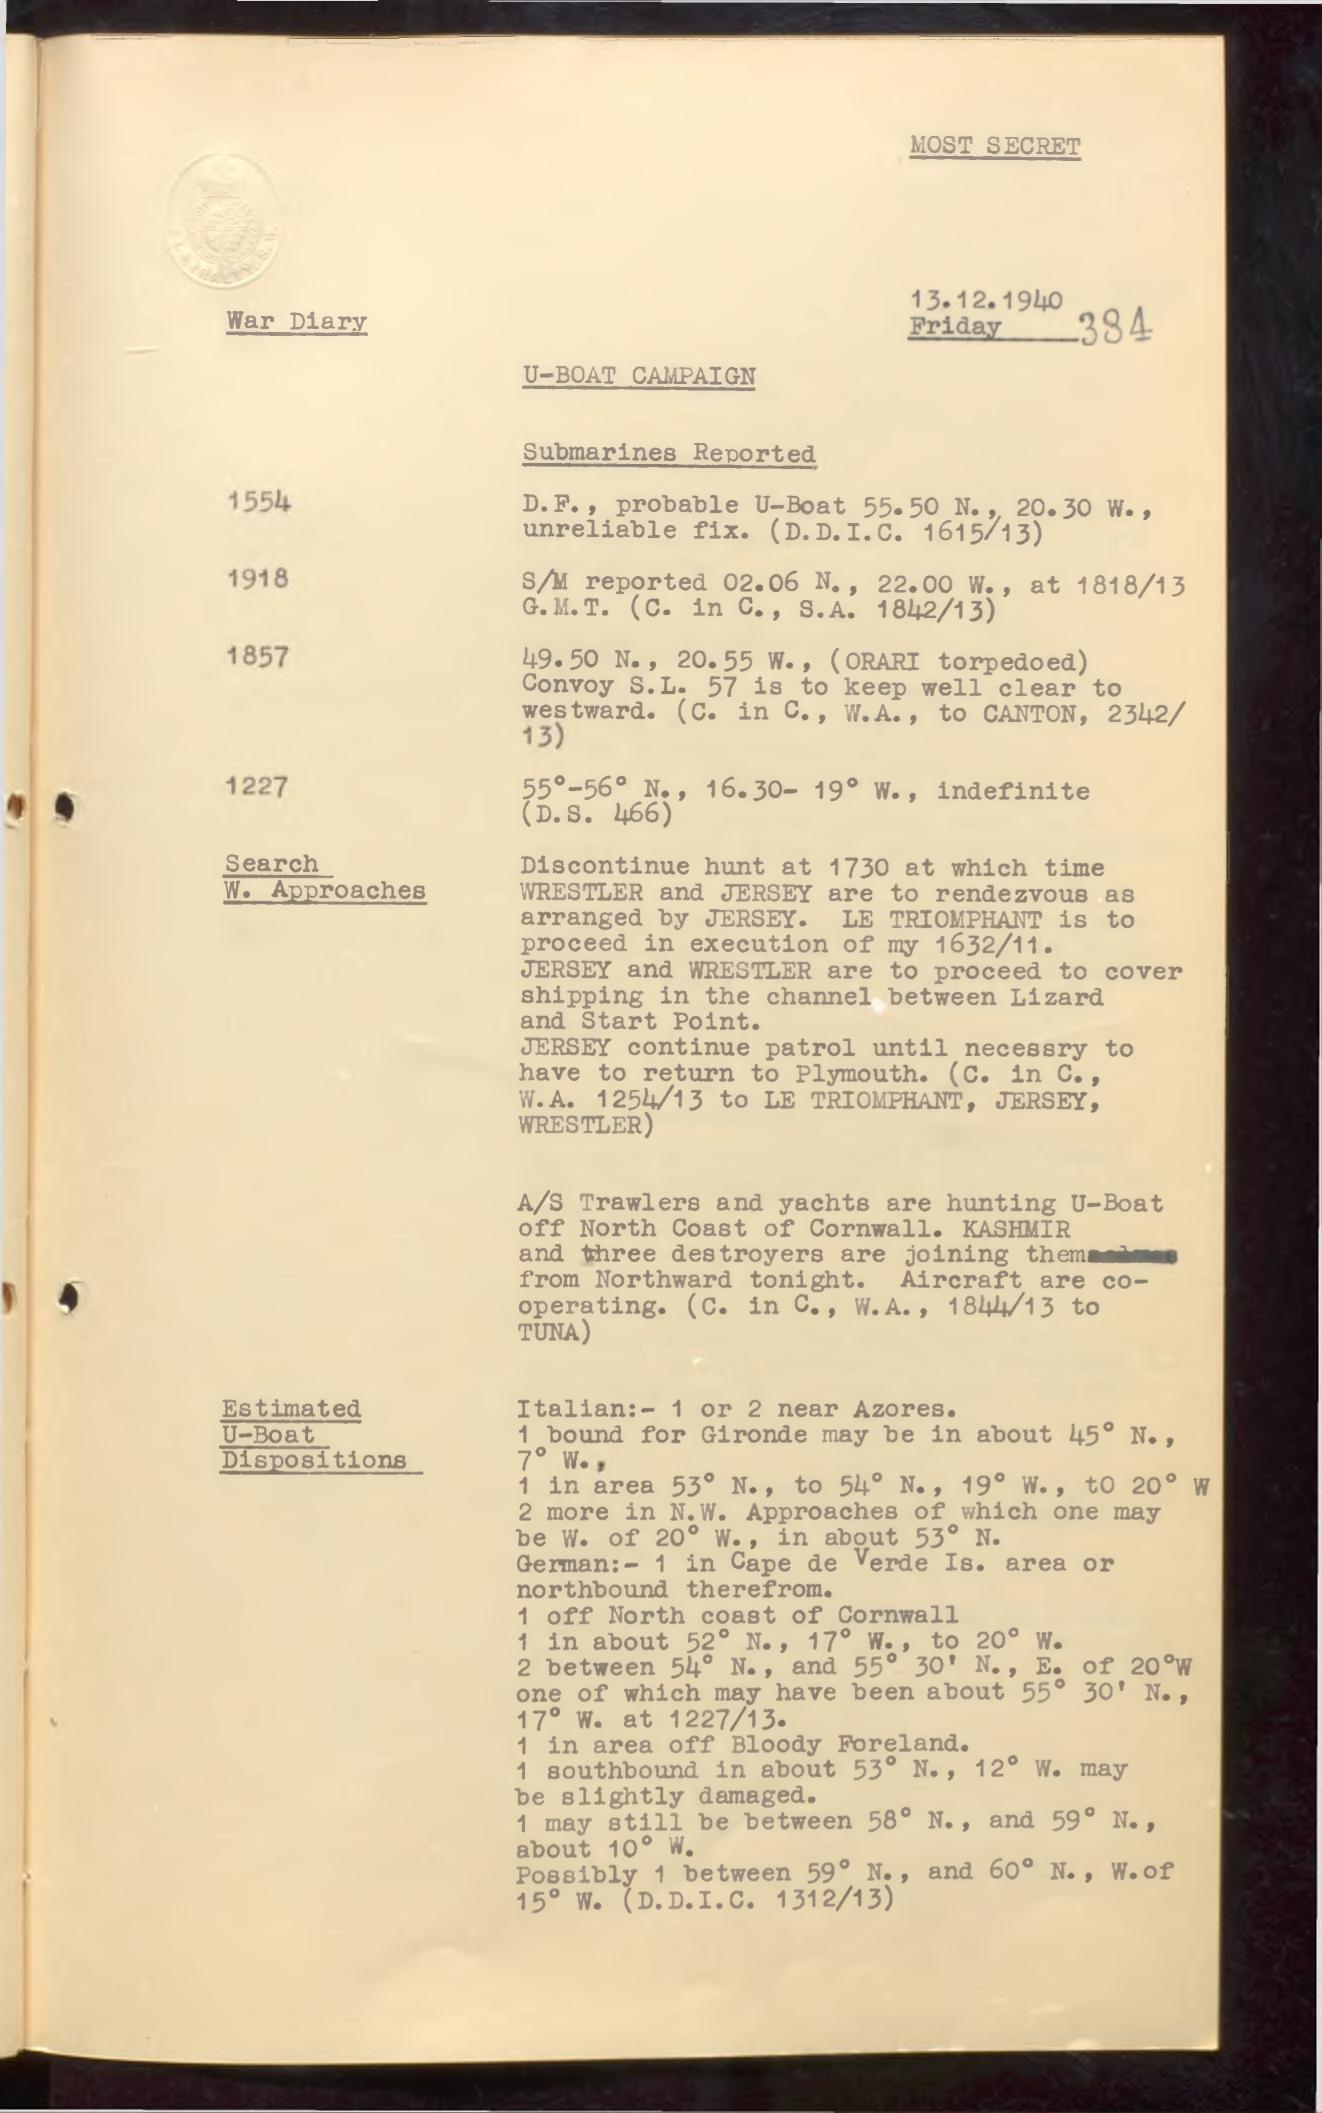 MOST SECRET
13.12.1940
War Diary
Friday 384
U-BOAT CAMPAIGN
Submarines Reported
1554 D.F., probable U-Boat 55.50 N., 20.30 W.,
unreliable fix. (D.D.I.C. 1615/13)
1918 S/M reported 02.06 N., 22.00 W., at 1818/13
G.M.T. (C. in C., S.A. 1842/13)
1857 49.50 N., 20.55 W., (ORARI torpedoed)
Convoy S.L. 57 is to keep well clear to
westward. (C. in C., W.A., to CANTON, 2342/
13)
1227 55°-56° N., 16.30- 19° W., indefinite
(D.S. 466)
Search Discontinue hunt at 1730 at which time
W. Approaches WRESTLER and JERSEY are to rendezvous as
arranged by JERSEY. LE TRIOMPHANT is to
proceed in execution of my 1632/11.
JERSEY and WRESTLER are to proceed to cover
shipping in the channel between Lizard
and Start Point.
JERSEY continue patrol until necessry to
have to return to Plymouth. (C. in C.,
W.A. 1254/13 to LE TRIOMPHANT, JERSEY,
WRESTLER)
A/S Trawlers and yachts are hunting U-Boat
off North Coast of Cornwall. KASHMIR
and three destroyers are joining them
from Northward tonight. Aircraft are co-
operating. (C. in C., W.A., 1844/13 to
TUNA)
Estimated Italian:- 1 or 2 near Azores.
U-Boat 1 bound for Gironde may be in about 45° N.,
Dispositions 7° W.,
1 in area 53° N., to 54° N., 19° W., tO 20° W
2 more in N.W. Approaches of which one may
be W. of 20° W., in about 53° N.
German:- 1 in Cape de Verde Is. area or
northbound therefrom.
1 off North coast of Cornwall
1 in about 52° N., 17° W., to 20° W.
2 between 54° N., and 55° 30' N., E. of 20°W
one of which may have been about 55° 30' N.,
17° W. at 1227/13.
1 in area off Bloody Foreland.
1 southbound in about 53° N., 12° W. may
be slightly damaged.
1 may still be between 58° N., and 59° N.,
about 10° W.
Possibly 1 between 59° N., and 60° N., W.of
15° W. (D.D.I.C. 1312/13)